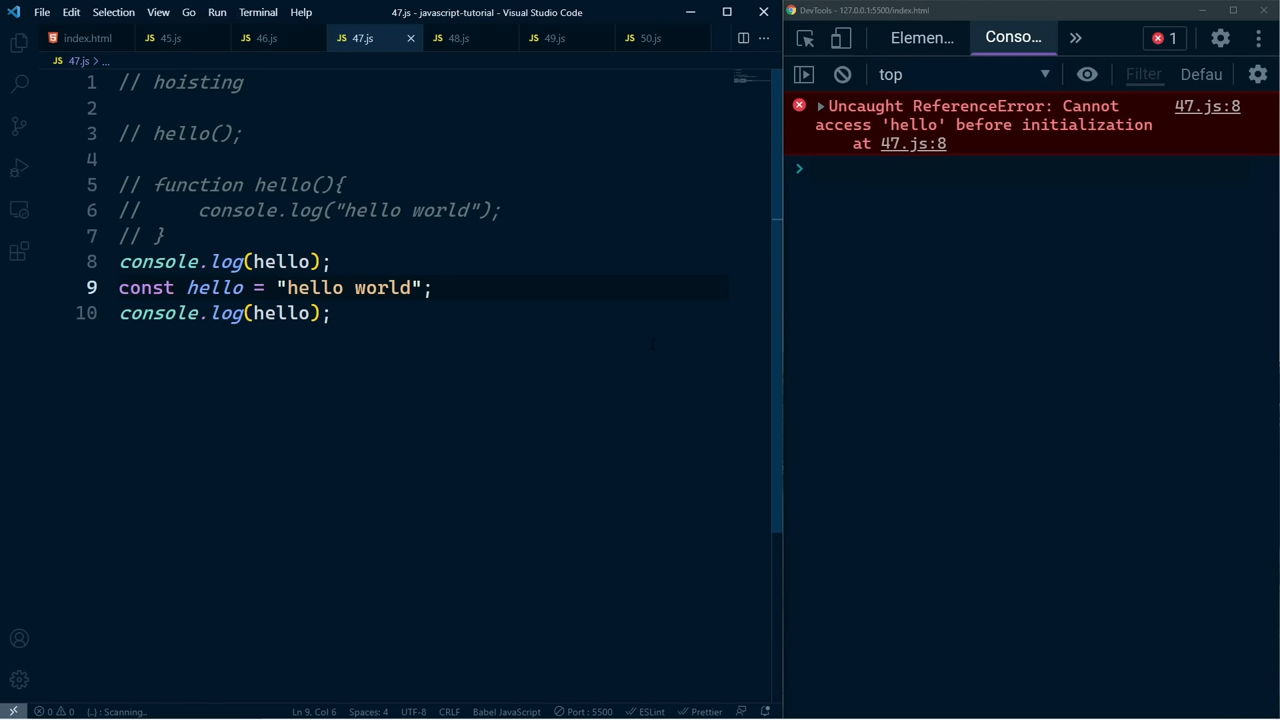 File Edit Selection View Go Run Terminal Help 47.js - javascript-tutorial - Visual Studio Code
index.html JS 45.js JS 46.js JS 47.js JS 48.js JS 49.js JS 50.js
JS 47.js > ...
1 // hoisting
2
3 // hello();
4
5 // function hello(){
6 //     console.log("hello world");
7 // }
8 console.log(hello);
9 const hello = "hello world";
10 console.log(hello);
0 0 {..} : Scanning.. Ln 9, Col 6 Spaces: 4 UTF-8 CRLF Babel JavaScript Port : 5500 ESLint Prettier
DevTools - 127.0.0.1:5500/index.html
Elemen... Conso... 1
top Filter Defau
Uncaught ReferenceError: Cannot 47.js:8
access 'hello' before initialization
at 47.js:8